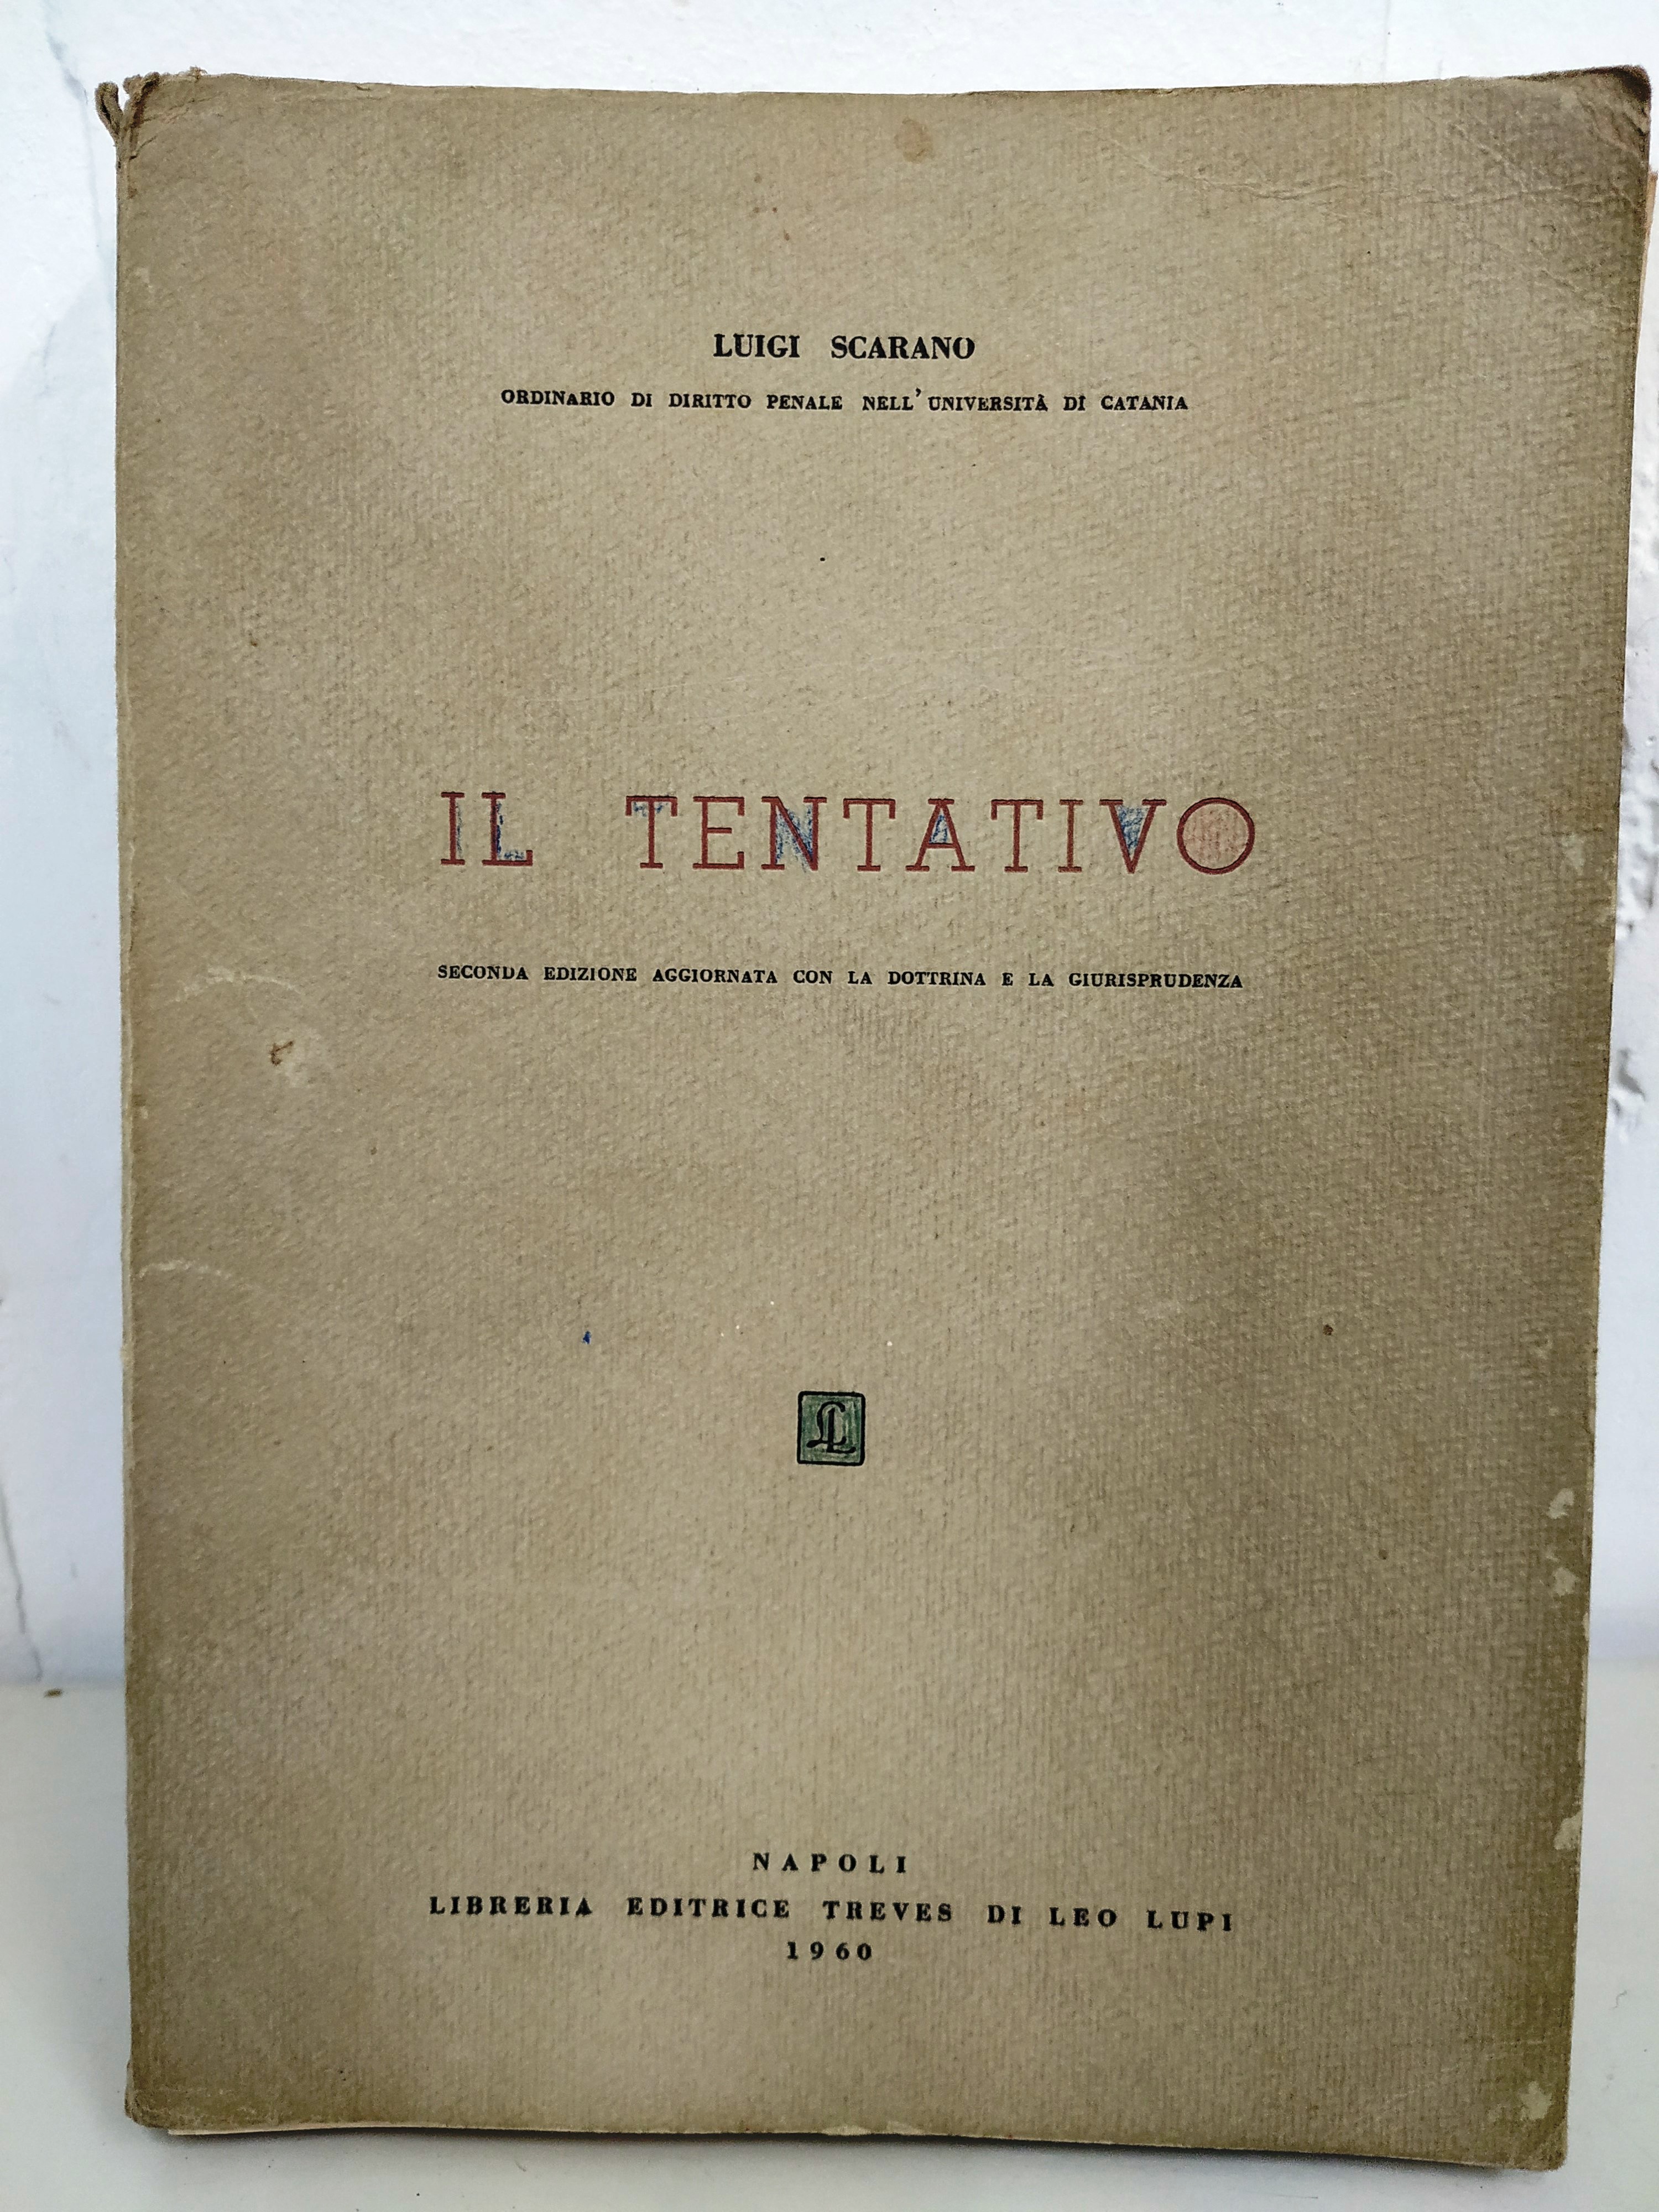 LUIGI SCARANO
ORDINARIO DI DIRITTO PENALE NELL'UNIVERSITÀ DI CATANIA
IL TENTATIVO
SECONDA EDIZIONE AGGIORNATA CON LA DOTTRINA E LA GIURISPRUDENZA
LL
NAPOLI
LIBRERIA EDITRICE TREVES DI LEO LUPI
1960